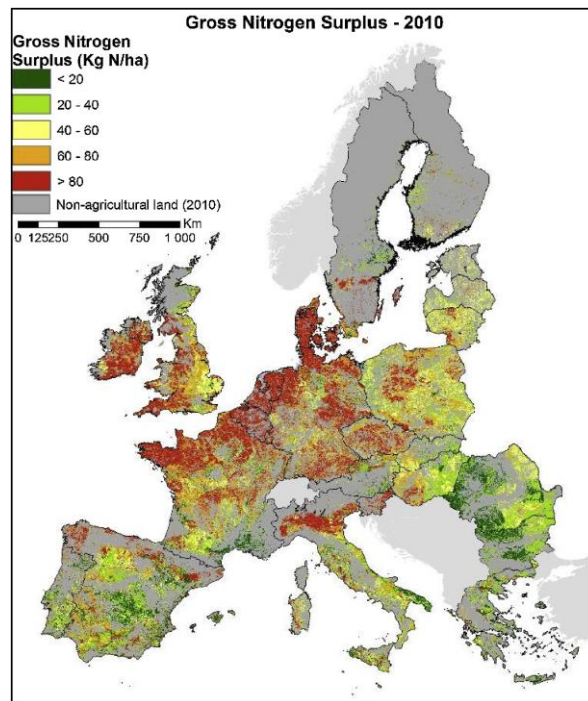 Gross Nitrogen Surplus - 2010
Gross Nitrogen
Surplus (Kg N/ha)
< 20
20 - 40
40 - 60
60 - 80
> 80
Non-agricultural land (2010)
Km
0 125250 500 750 1 000